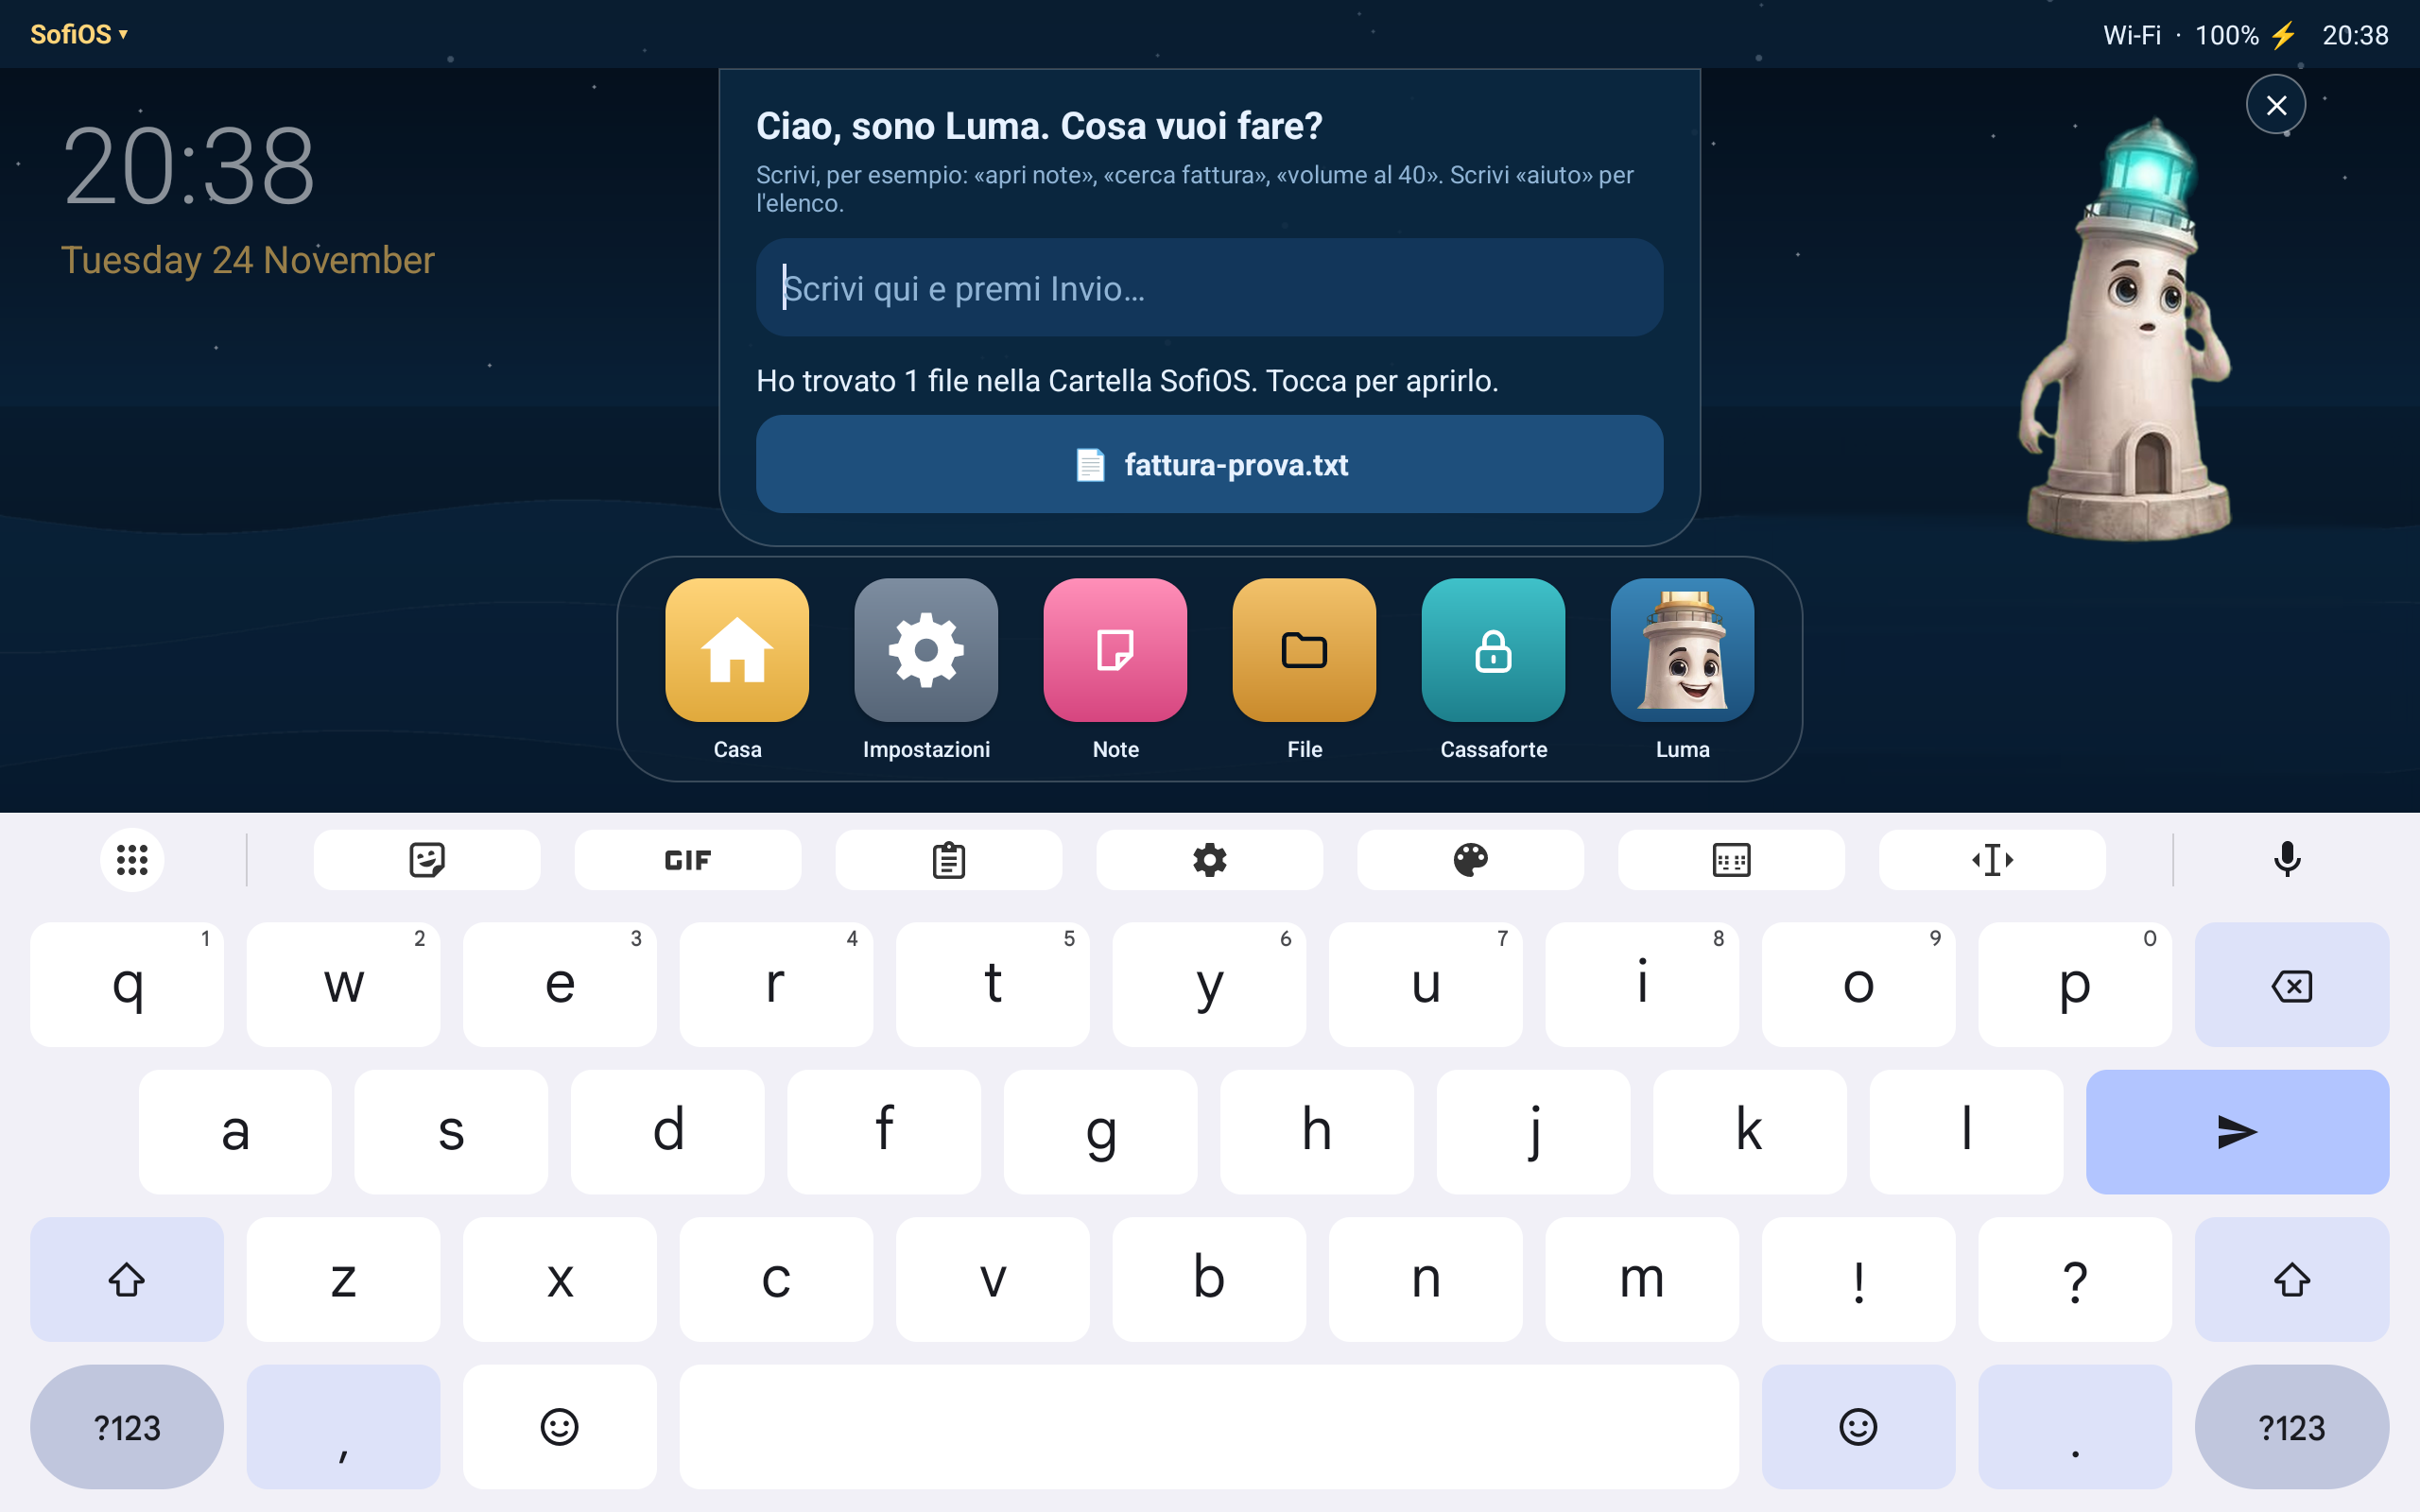 SofiOS ▾
Wi-Fi · 100% ⚡ 20:38
20:38
Tuesday 24 November
Ciao, sono Luma. Cosa vuoi fare?
Scrivi, per esempio: «apri note», «cerca fattura», «volume al 40». Scrivi «aiuto» per
l'elenco.
Scrivi qui e premi Invio...
Ho trovato 1 file nella Cartella SofiOS. Tocca per aprirlo.
fattura-prova.txt
Casa Impostazioni Note File Cassaforte Luma
GIF
1 2 3 4 5 6 7 8 9 0
q w e r t y u i o p
a s d f g h j k l
z x c v b n m ! ?
?123 , . ?123